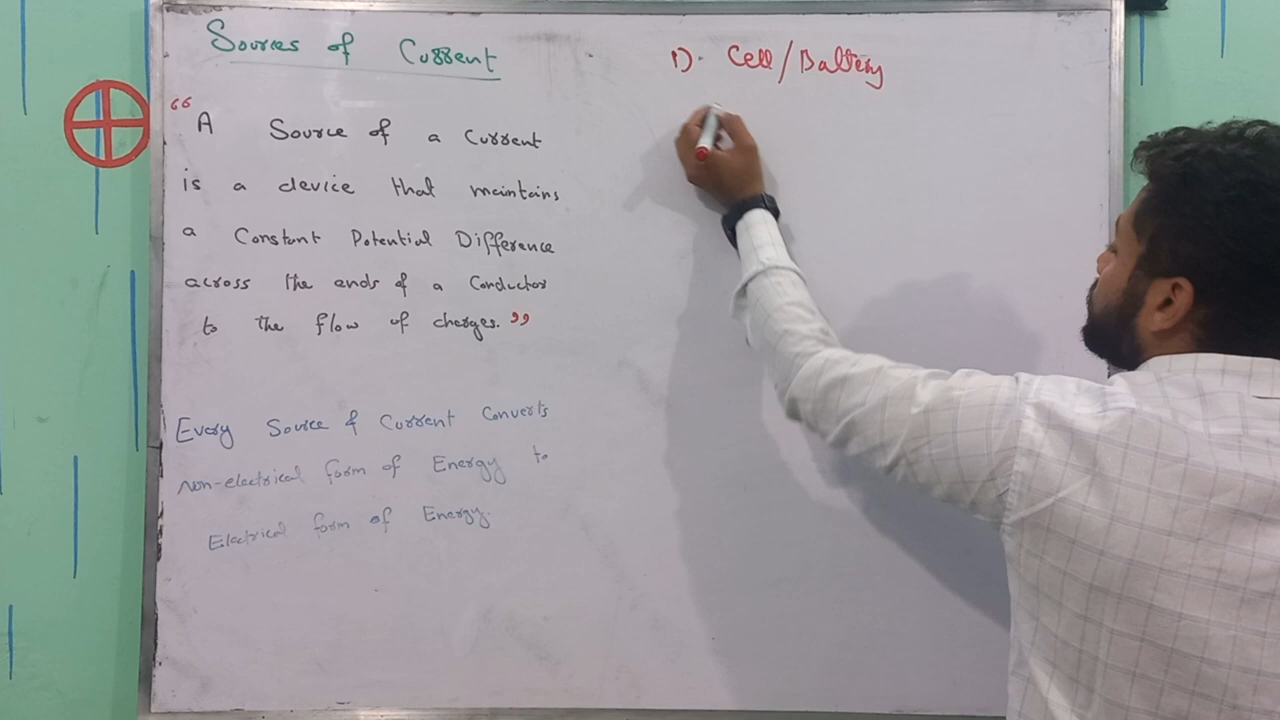 Sources of Current
“ A Source of a Current
is a device that maintains
a Constant Potential Difference
across the ends of a Conductor
to the flow of charges. ”
Every Source of Current Converts
non-electrical form of Energy to
Electrical form of Energy.
1). Cell/Battery